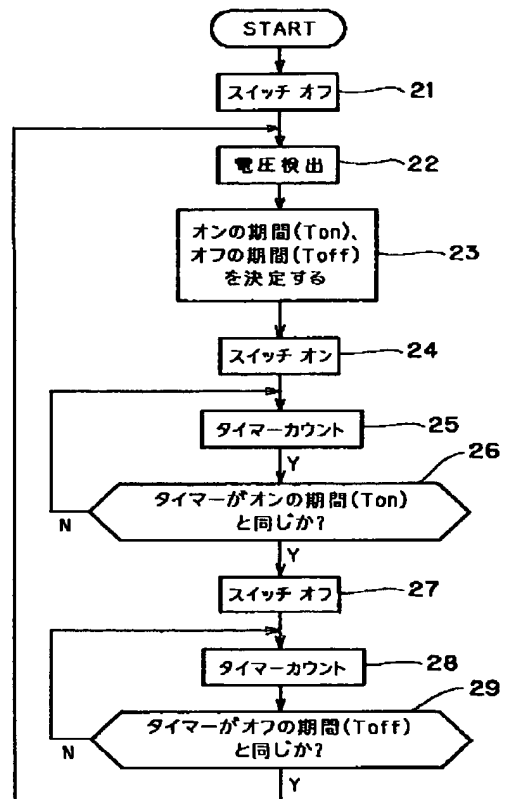 START
スイッチ オフ
21
電圧検出
22
オンの期間(Ton)、
オフの期間(Toff)
を決定する
23
スイッチ オン
24
タイマーカウント
25
Y
26
タイマーがオンの期間(Ton)
と同じか?
N
Y
スイッチ オフ
27
タイマーカウント
28
29
タイマーがオフの期間(Toff)
と同じか?
N
Y